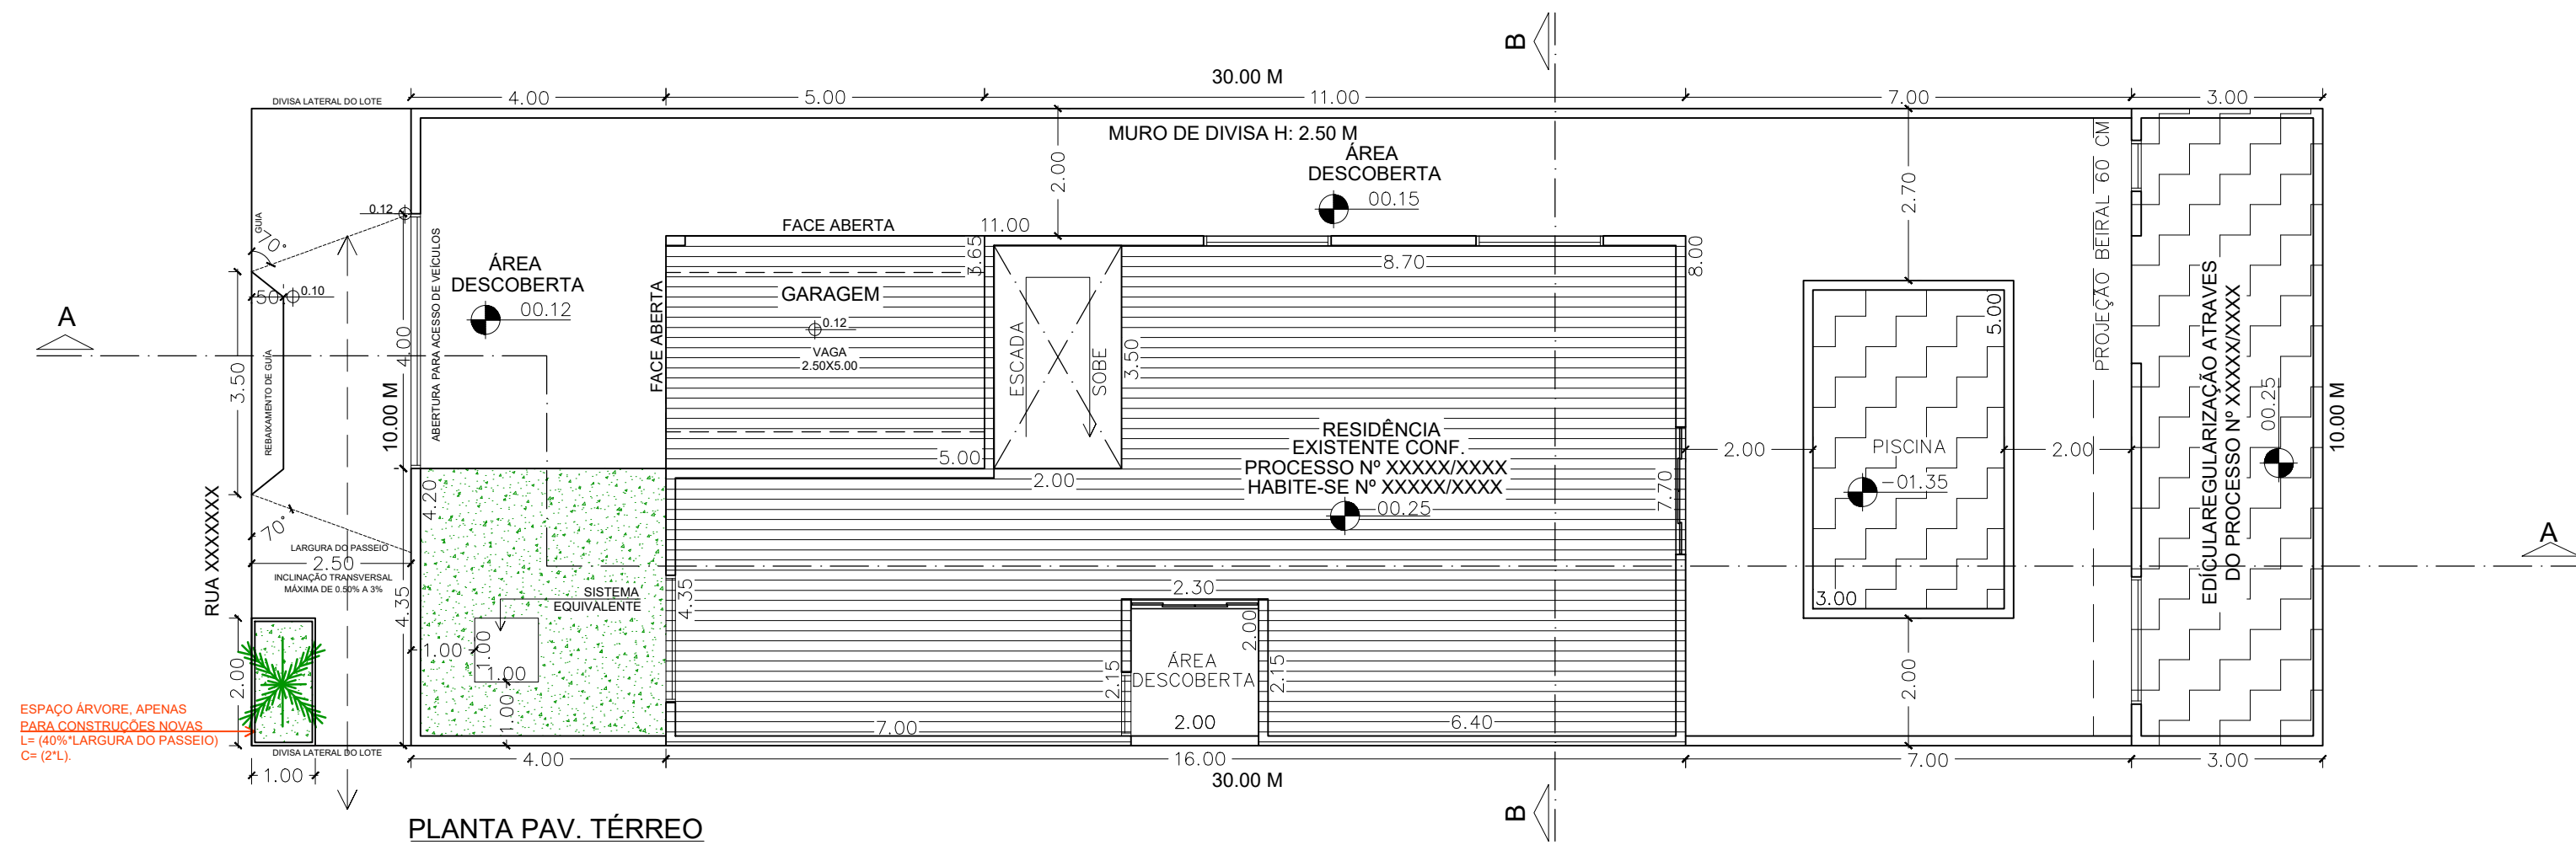 B
30.00 M
DIVISA LATERAL DO LOTE
4.00
5.00
11.00
7.00
3.00
MURO DE DIVISA H: 2.50 M
ÁREA
DESCOBERTA
00.15
2.00
2.70
PROJEÇÃO BEIRAL 60 CM
GUIA
70°
0.12
50
0.10
ÁREA
DESCOBERTA
00.12
FACE ABERTA
11.00
3.65
8.70
8.00
FACE ABERTA
GARAGEM
0.12
VAGA
2.50X5.00
5.00
ESCADA
SOBE
3.50
2.00
A
3.50
REBAIXAMENTO DE GUIA
4.00
10.00 M
ABERTURA PARA ACESSO DE VEÍCULOS
RESIDÊNCIA
EXISTENTE CONF.
PROCESSO Nº XXXXX/XXXX
HABITE-SE Nº XXXXX/XXXX
00.25
7.70
2.00
5.00
PISCINA
-01.35
3.00
2.00
EDÍCULAREGULARIZAÇÃO ATRAVES
DO PROCESSO Nº XXXX/XXXX
00.25
10.00 M
A
RUA XXXXXXX
70°
LARGURA DO PASSEIO
2.50
INCLINAÇÃO TRANSVERSAL
MÁXIMA DE 0.50% A 3%
4.20
4.35
SISTEMA
EQUIVALENTE
4.35
1.00
1.00
1.00
1.00
2.30
2.15
2.00
2.15
ÁREA
DESCOBERTA
2.00
7.00
6.40
2.00
2.00
ESPAÇO ÁRVORE, APENAS
PARA CONSTRUÇÕES NOVAS
L= (40%*LARGURA DO PASSEIO)
C= (2*L).
DIVISA LATERAL DO LOTE
1.00
4.00
16.00
7.00
3.00
30.00 M
B
PLANTA PAV. TÉRREO